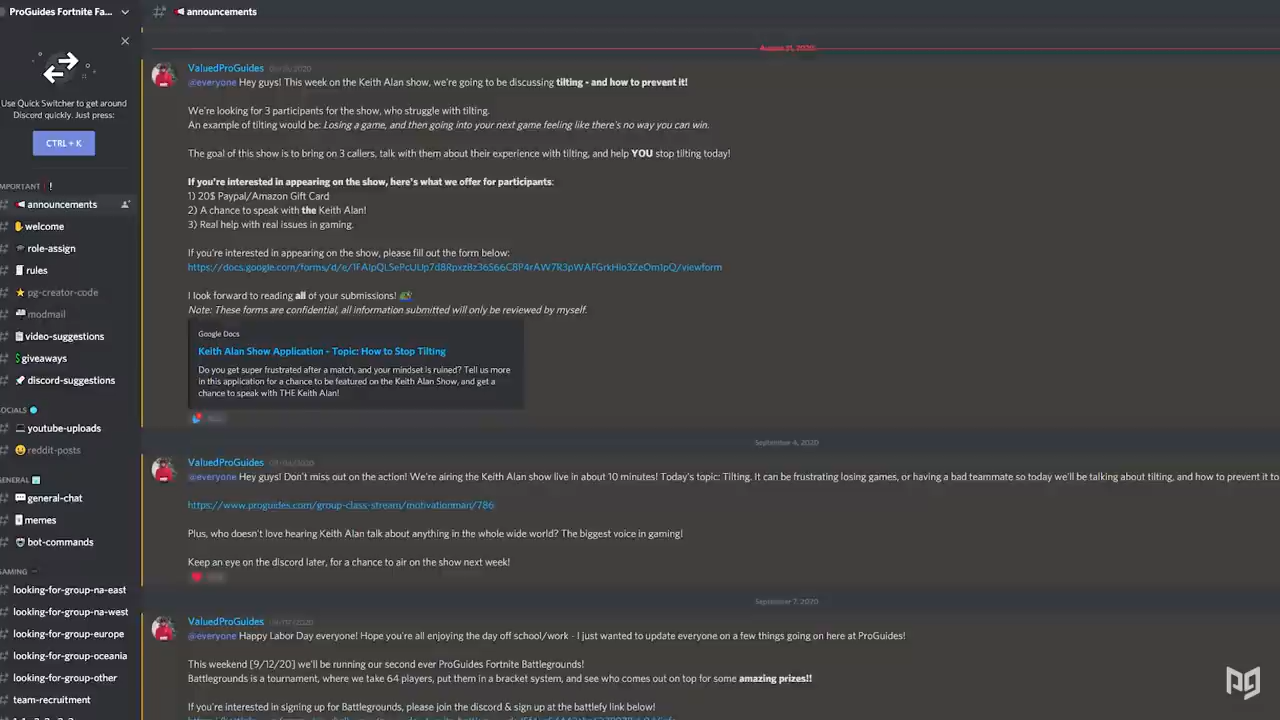 ProGuides Fortnite Fa...
announcements
Use Quick Switcher to get around
Discord quickly. Just press:
CTRL + K
IMPORTANT
# announcements
# welcome
# role-assign
# rules
# pg-creator-code
# modmail
# video-suggestions
# giveaways
# discord-suggestions
SOCIALS
# youtube-uploads
# reddit-posts
GENERAL
# general-chat
# memes
# bot-commands
GAMING
# looking-for-group-na-east
# looking-for-group-na-west
# looking-for-group-europe
# looking-for-group-oceania
# looking-for-group-other
team-recruitment
August 31, 2020
ValuedProGuides
@everyone Hey guys! This week on the Keith Alan show, we're going to be discussing tilting - and how to prevent it!
We're looking for 3 participants for the show, who struggle with tilting.
An example of tilting would be: Losing a game, and then going into your next game feeling like there's no way you can win.
The goal of this show is to bring on 3 callers, talk with them about their experience with tilting, and help YOU stop tilting today!
If you're interested in appearing on the show, here's what we offer for participants:
1) 20$ Paypal/Amazon Gift Card
2) A chance to speak with the Keith Alan!
3) Real help with real issues in gaming.
If you're interested in appearing on the show, please fill out the form below:
https://docs.google.com/forms/d/e/1FAIpQLSePcUUp7d8RpxzBz36S66C8P4rAW7R3pWAFGrkHIo3ZeOm1pQ/viewform
I look forward to reading all of your submissions!
Note: These forms are confidential, all information submitted will only be reviewed by myself.
Google Docs
Keith Alan Show Application - Topic: How to Stop Tilting
Do you get super frustrated after a match, and your mindset is ruined? Tell us more
in this application for a chance to be featured on the Keith Alan Show, and get a
chance to speak with THE Keith Alan!
September 4, 2020
ValuedProGuides
@everyone Hey guys! Don't miss out on the action! We're airing the Keith Alan show live in about 10 minutes! Today's topic: Tilting. It can be frustrating losing games, or having a bad teammate so today we'll be talking about tilting, and how to prevent it to
https://www.proguides.com/group-class-stream/motivationman/786
Plus, who doesn't love hearing Keith Alan talk about anything in the whole wide world? The biggest voice in gaming!
Keep an eye on the discord later, for a chance to air on the show next week!
September 7, 2020
ValuedProGuides
@everyone Happy Labor Day everyone! Hope you're all enjoying the day off school/work - I just wanted to update everyone on a few things going on here at ProGuides!
This weekend [9/12/20] we'll be running our second ever ProGuides Fortnite Battlegrounds!
Battlegrounds is a tournament, where we take 64 players, put them in a bracket system, and see who comes out on top for some amazing prizes!!
If you're interested in signing up for Battlegrounds, please join the discord & sign up at the battlefy link below!
PG